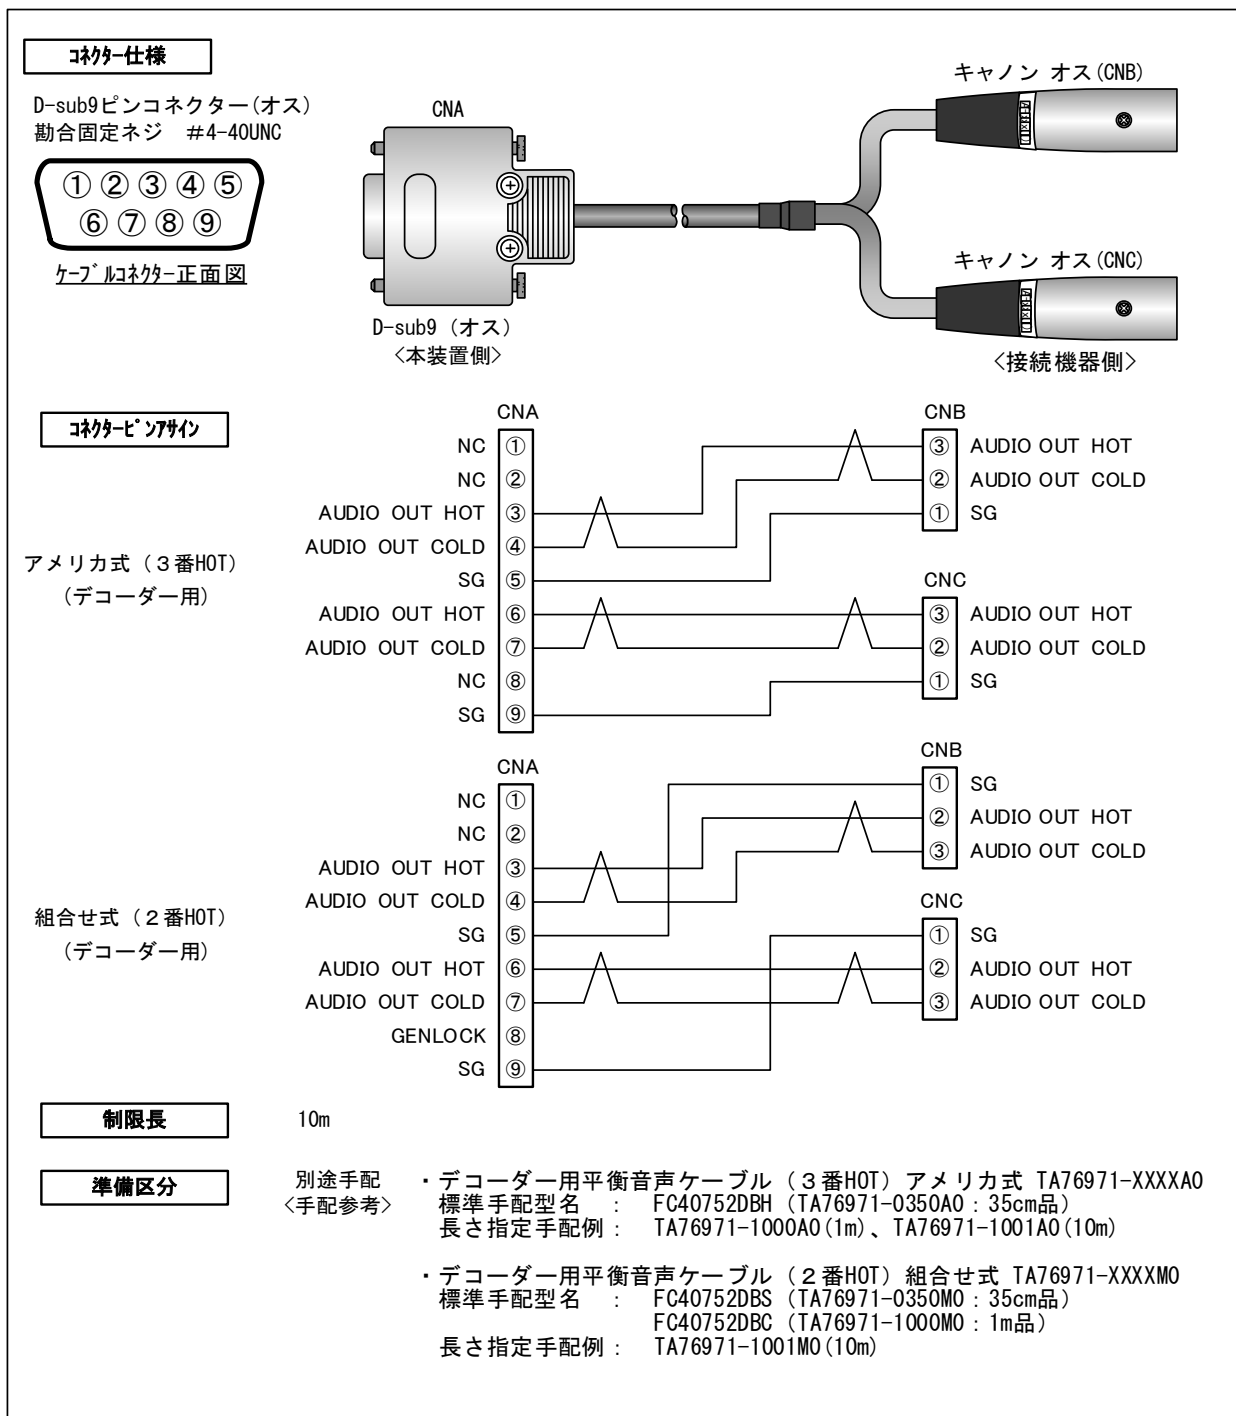 コネクター仕様
D-sub9ピンコネクター(オス)
勘合固定ネジ #4-40UNC
① ② ③ ④ ⑤
⑥ ⑦ ⑧ ⑨
ケーブルコネクター正面図
CNA
D-sub9 (オス)
<本装置側>
キャノン オス(CNB)
キャノン オス(CNC)
<接続機器側>
コネクターピンアサイン
アメリカ式(3番HOT)
(デコーダー用)
CNA
NC ①
NC ②
AUDIO OUT HOT ③
AUDIO OUT COLD ④
SG ⑤
AUDIO OUT HOT ⑥
AUDIO OUT COLD ⑦
NC ⑧
SG ⑨
CNB
③ AUDIO OUT HOT
② AUDIO OUT COLD
① SG
CNC
③ AUDIO OUT HOT
② AUDIO OUT COLD
① SG
組合せ式(2番HOT)
(デコーダー用)
CNA
NC ①
NC ②
AUDIO OUT HOT ③
AUDIO OUT COLD ④
SG ⑤
AUDIO OUT HOT ⑥
AUDIO OUT COLD ⑦
GENLOCK ⑧
SG ⑨
CNB
① SG
② AUDIO OUT HOT
③ AUDIO OUT COLD
CNC
① SG
② AUDIO OUT HOT
③ AUDIO OUT COLD
制限長
10m
準備区分
別途手配
<手配参考>
・デコーダー用平衡音声ケーブル(3番HOT)アメリカ式 TA76971-XXXXA0
標準手配型名 : FC40752DBH (TA76971-0350A0:35cm品)
長さ指定手配例: TA76971-1000A0(1m)、TA76971-1001A0(10m)
・デコーダー用平衡音声ケーブル(2番HOT)組合せ式 TA76971-XXXXM0
標準手配型名 : FC40752DBS (TA76971-0350M0:35cm品)
FC40752DBC (TA76971-1000M0:1m品)
長さ指定手配例: TA76971-1001M0(10m)